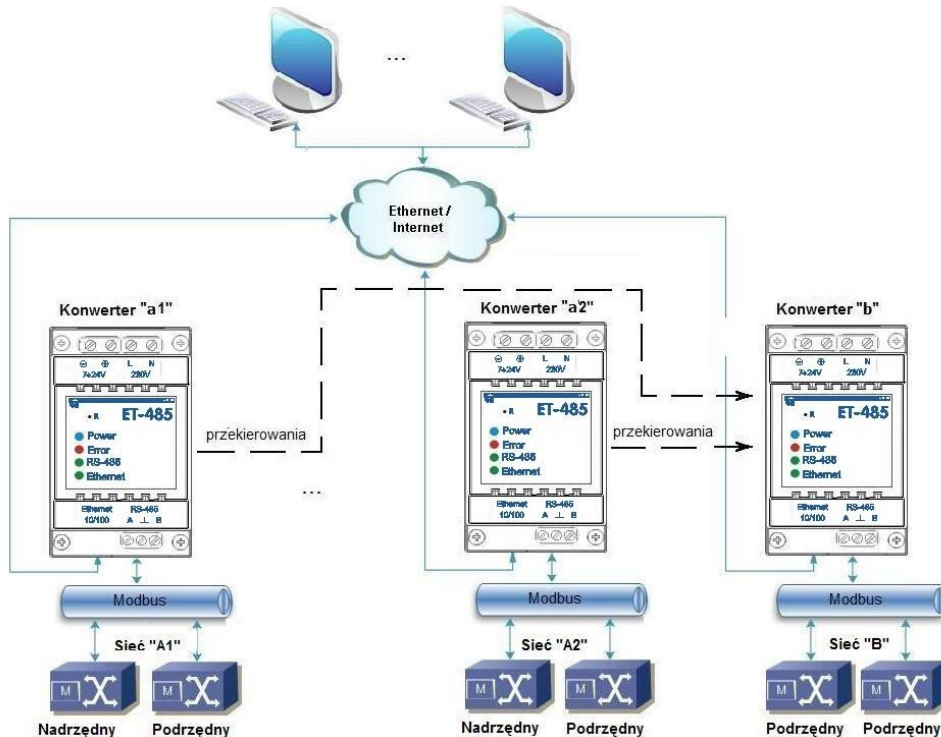 ...
Ethernet /
Internet
Konwerter "a1"
Konwerter "a2"
Konwerter "b"
⊖ ⊕ L N
7÷24V 220V
• R ET-485
Power
Error
RS-485
Ethernet
Ethernet RS-485
10/100 A ⊥ B
przekierowania
...
⊖ ⊕ L N
7÷24V 220V
• R ET-485
Power
Error
RS-485
Ethernet
Ethernet RS-485
10/100 A ⊥ B
przekierowania
⊖ ⊕ L N
7÷24V 220V
• R ET-485
Power
Error
RS-485
Ethernet
Ethernet RS-485
10/100 A ⊥ B
Modbus
Modbus
Modbus
Sieć "A1"
Sieć "A2"
Sieć "B"
M
M
M
M
M
M
Nadrzędny
Podrzędny
Nadrzędny
Podrzędny
Podrzędny
Podrzędny